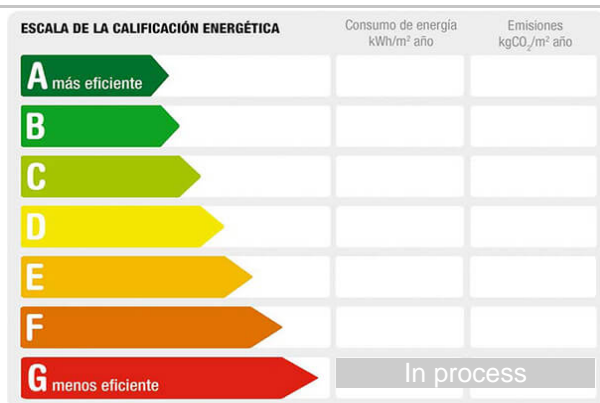 ESCALA DE LA CALIFICACIÓN ENERGÉTICA
Consumo de energía
kWh/m² año
Emisiones
kgCO₂/m² año
A más eficiente
B
C
D
E
F
G menos eficiente
In process